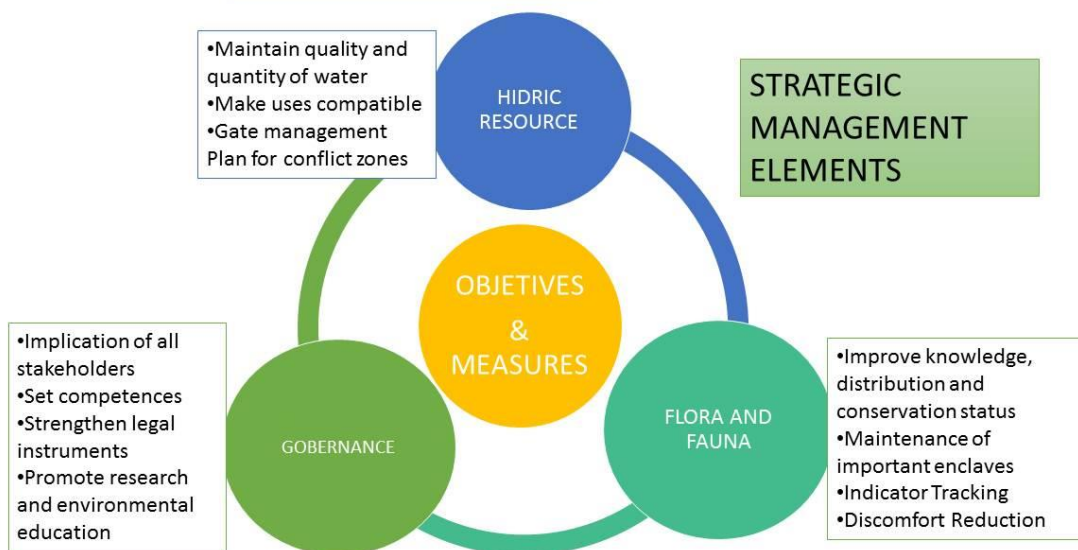 •Maintain quality and
quantity of water
•Make uses compatible
•Gate management
Plan for conflict zones
HIDRIC
RESOURCE
STRATEGIC
MANAGEMENT
ELEMENTS
OBJETIVES
&
MEASURES
•Implication of all
stakeholders
•Set competences
•Strengthen legal
instruments
•Promote research
and environmental
education
GOBERNANCE
FLORA AND
FAUNA
•Improve knowledge,
distribution and
conservation status
•Maintenance of
important enclaves
•Indicator Tracking
•Discomfort Reduction